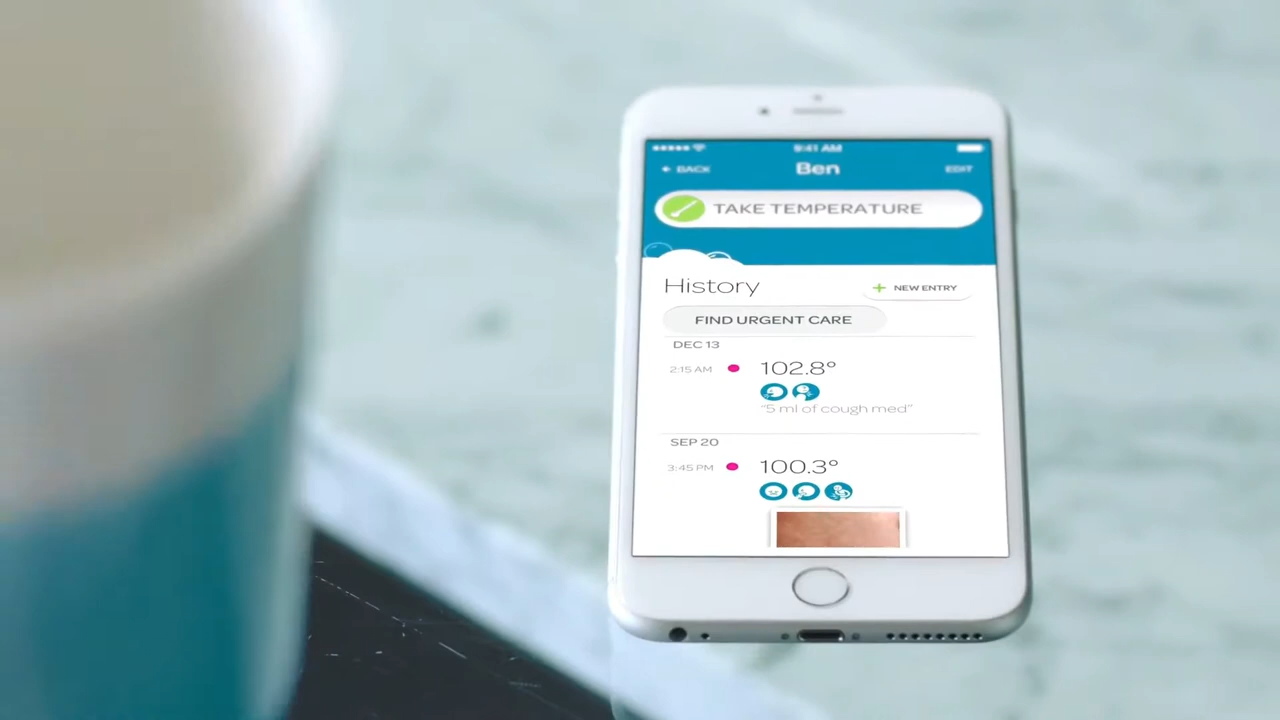 9:41 AM
← BACK
Ben
EDIT
TAKE TEMPERATURE
History
+ NEW ENTRY
FIND URGENT CARE
DEC 13
2:15 AM
102.8°
"5 ml of cough med"
SEP 20
3:45 PM
100.3°